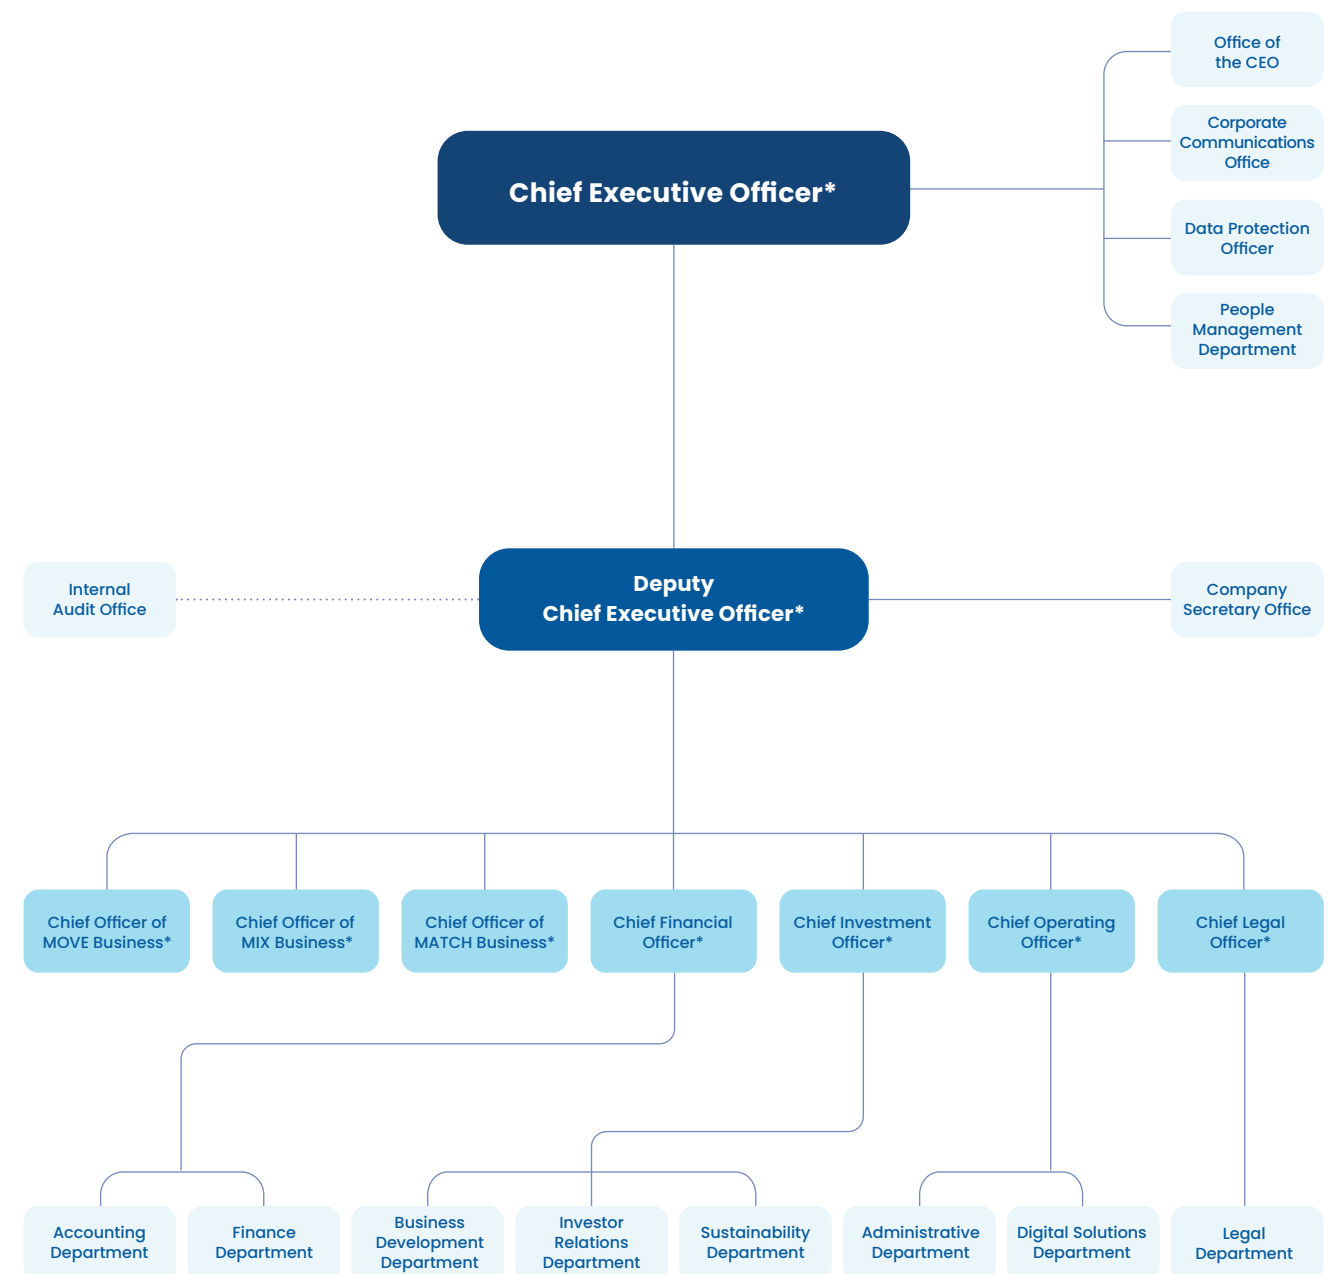 Office of
the CEO
Corporate
Communications
Office
Chief Executive Officer*
Data Protection
Officer
People
Management
Department
Internal
Audit Office
Deputy
Chief Executive Officer*
Company
Secretary Office
Chief Officer of
MOVE Business*
Chief Officer of
MIX Business*
Chief Officer of
MATCH Business*
Chief Financial
Officer*
Chief Investment
Officer*
Chief Operating
Officer*
Chief Legal
Officer*
Accounting
Department
Finance
Department
Business
Development
Department
Investor
Relations
Department
Sustainability
Department
Administrative
Department
Digital Solutions
Department
Legal
Department